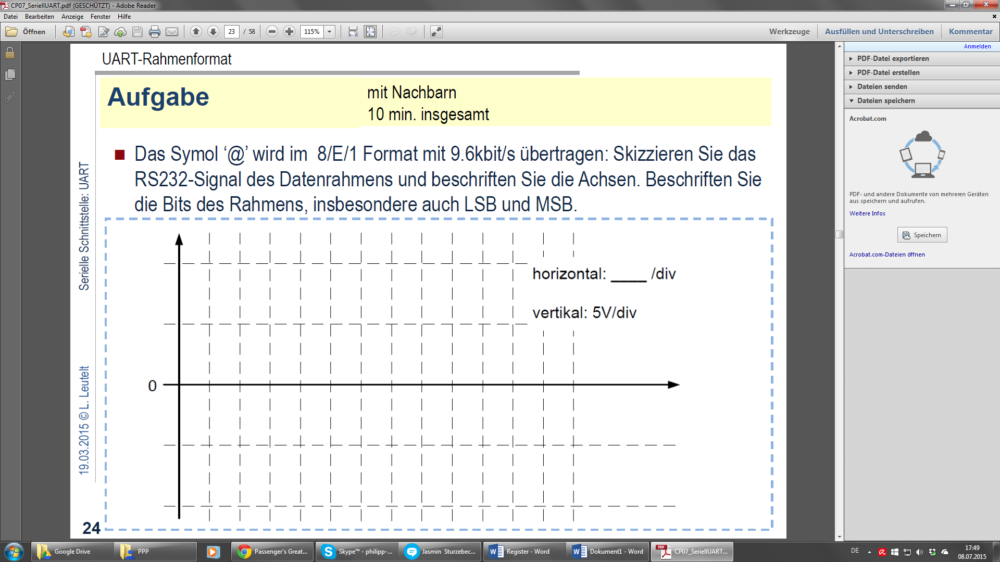 CP07_SeriellUART.pdf (GESCHÜTZT) - Adobe Reader
Datei Bearbeiten Anzeige Fenster Hilfe
Öffnen 23 / 58 115% Werkzeuge Ausfüllen und Unterschreiben Kommentar
Anmelden
PDF-Datei exportieren
PDF-Datei erstellen
Dateien senden
Dateien speichern
Acrobat.com
PDF- und andere Dokumente von mehreren Geräten
aus speichern und aufrufen.
Weitere Infos
Speichern
Acrobat.com-Dateien öffnen
UART-Rahmenformat
Aufgabe
mit Nachbarn
10 min. insgesamt
Das Symol ‘@’ wird im 8/E/1 Format mit 9.6kbit/s übertragen: Skizzieren Sie das
RS232-Signal des Datenrahmens und beschriften Sie die Achsen. Beschriften Sie
die Bits des Rahmens, insbesondere auch LSB und MSB.
horizontal: ____ /div
vertikal: 5V/div
0
Serielle Schnittstelle: UART
19.03.2015 © L. Leutelt
24
Google Drive
PPP
Passenger's Great...
Skype™ - philipp-...
Jasmin Sturzebec...
Register - Word
Dokument1 - Word
PDF
CP07_SeriellUART...
DE
17:49
08.07.2015